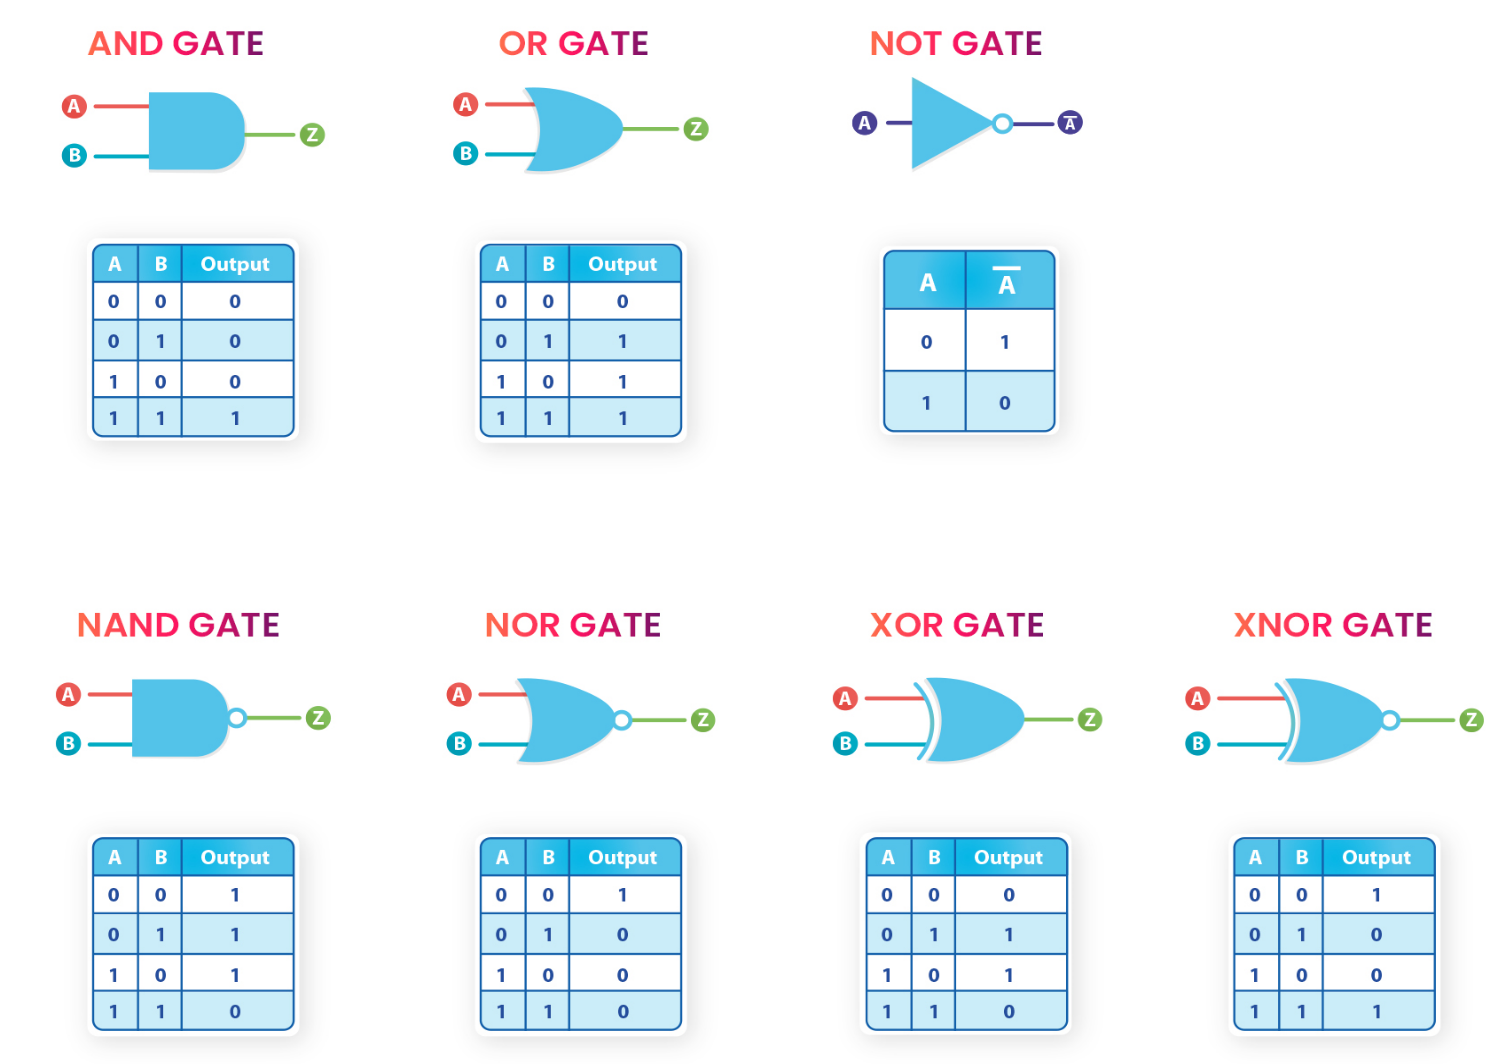 AND GATE
A
B
Z
A B Output
0 0 0
0 1 0
1 0 0
1 1 1
OR GATE
A
B
Z
A B Output
0 0 0
0 1 1
1 0 1
1 1 1
NOT GATE
A A̅
A A̅
0 1
1 0
NAND GATE
A
B
Z
A B Output
0 0 1
0 1 1
1 0 1
1 1 0
NOR GATE
A
B
Z
A B Output
0 0 1
0 1 0
1 0 0
1 1 0
XOR GATE
A
B
Z
A B Output
0 0 0
0 1 1
1 0 1
1 1 0
XNOR GATE
A
B
Z
A B Output
0 0 1
0 1 0
1 0 0
1 1 1